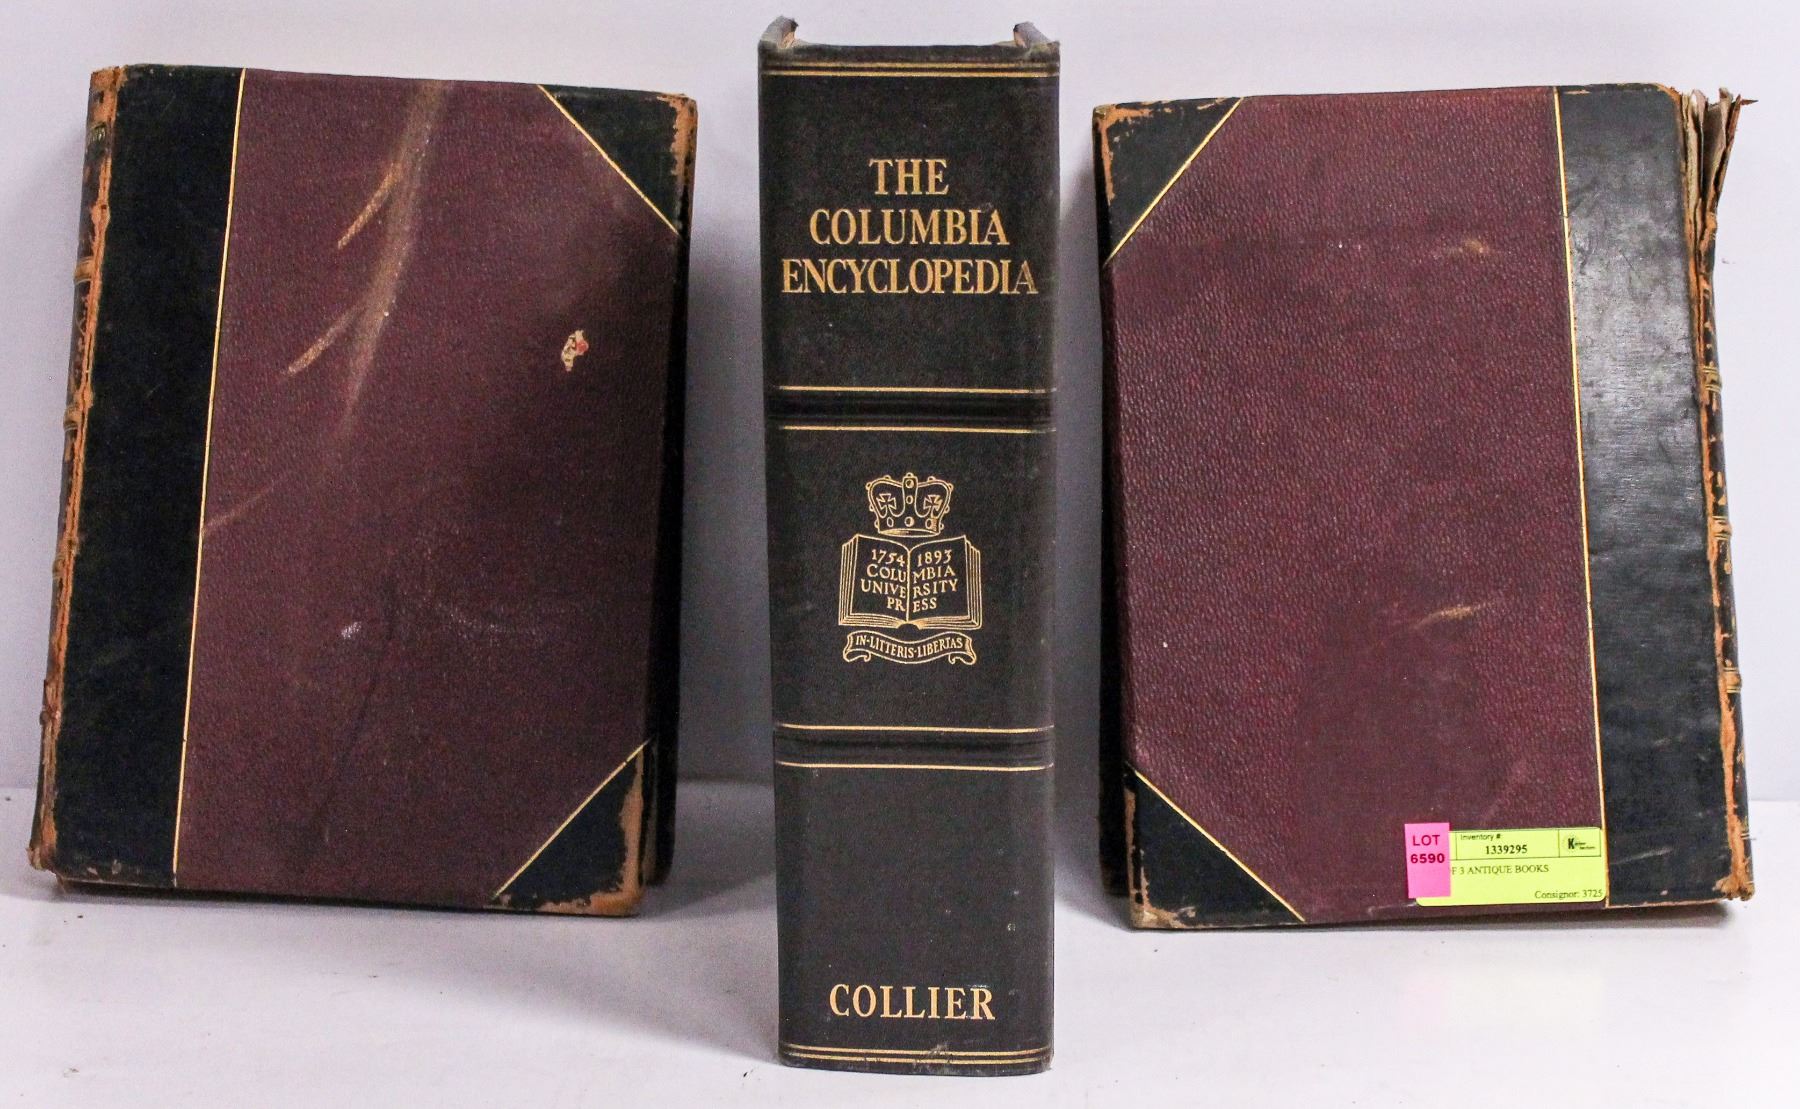 THE
COLUMBIA
ENCYCLOPEDIA
1754 1893
COLUMBIA
UNIVERSITY
PRESS
IN·LITTERIS·LIBERTAS
COLLIER
LOT
6590
Inventory #
1339295
F 3 ANTIQUE BOOKS
Consignor: 3725